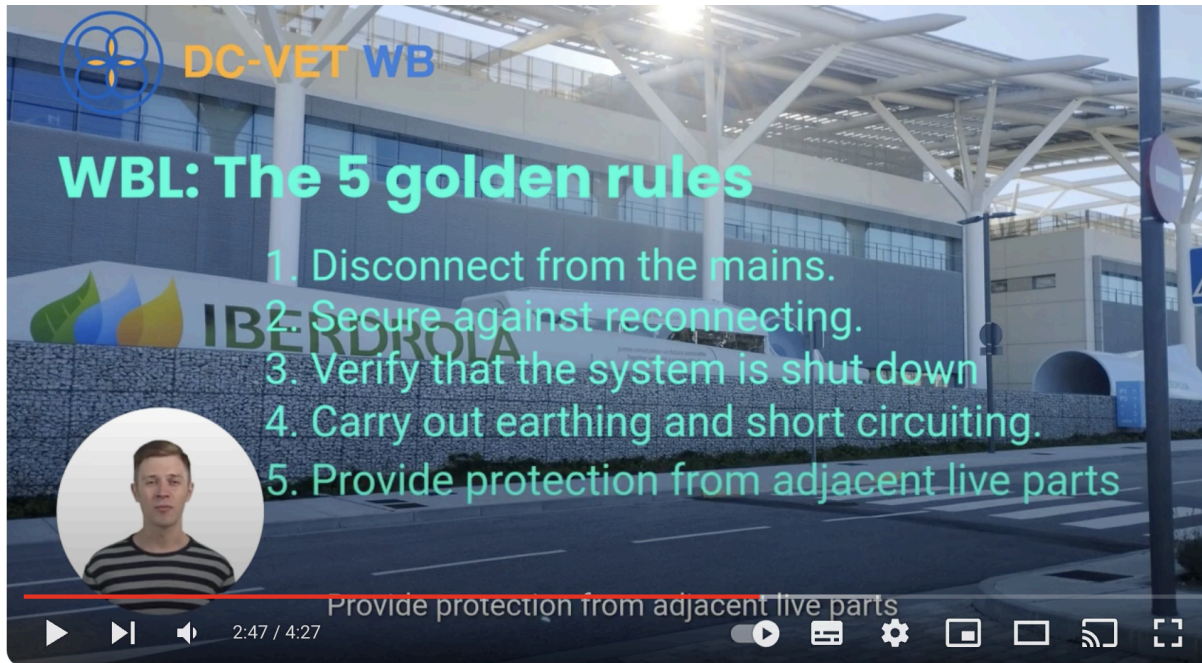 DC-VET WB
WBL: The 5 golden rules
1. Disconnect from the mains.
2. Secure against reconnecting.
IBERDROLA
3. Verify that the system is shut down
4. Carry out earthing and short circuiting.
5. Provide protection from adjacent live parts
Provide protection from adjacent live parts
2:47 / 4:27